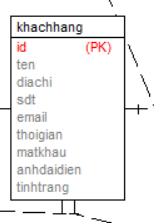 khachhang
id (PK)
ten
diachi
sdt
email
thoigian
matkhau
anhdaidien
tinhtrang